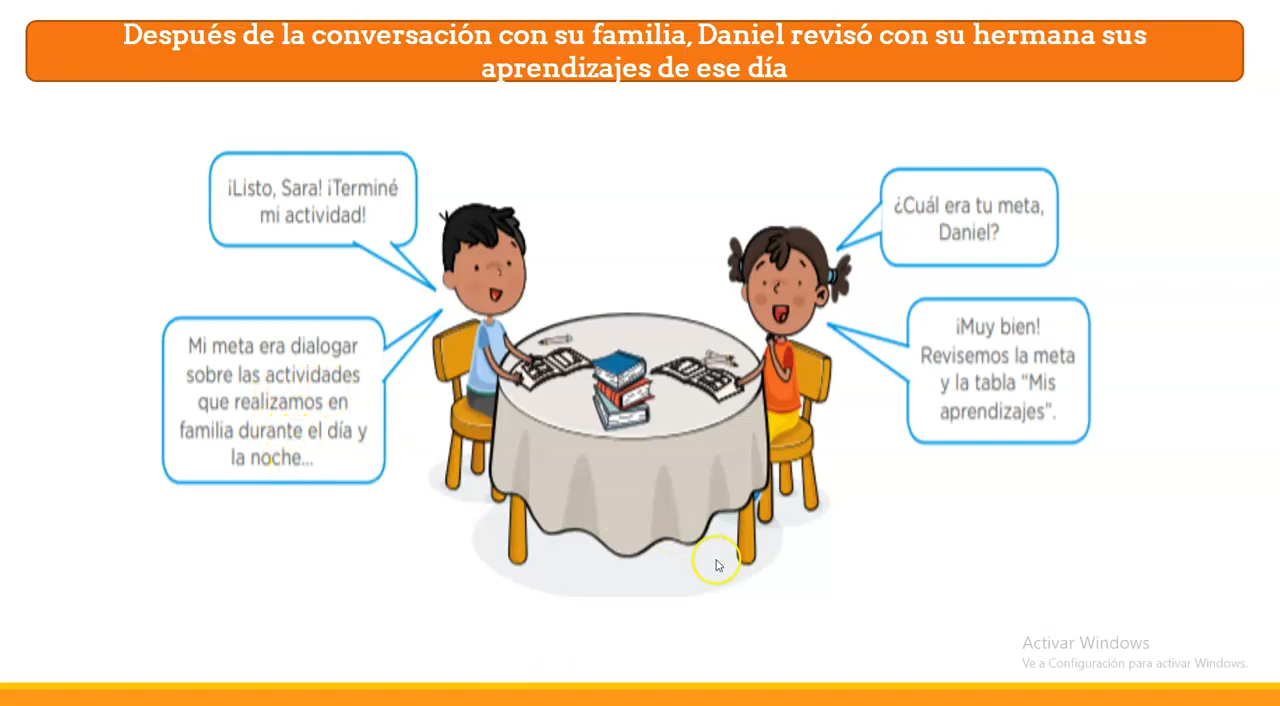 Después de la conversación con su familia, Daniel revisó con su hermana sus
aprendizajes de ese día
¡Listo, Sara! ¡Terminé
mi actividad!
¿Cuál era tu meta,
Daniel?
Mi meta era dialogar
sobre las actividades
que realizamos en
familia durante el día y
la noche...
¡Muy bien!
Revisemos la meta
y la tabla “Mis
aprendizajes”.
Activar Windows
Ve a Configuración para activar Windows.